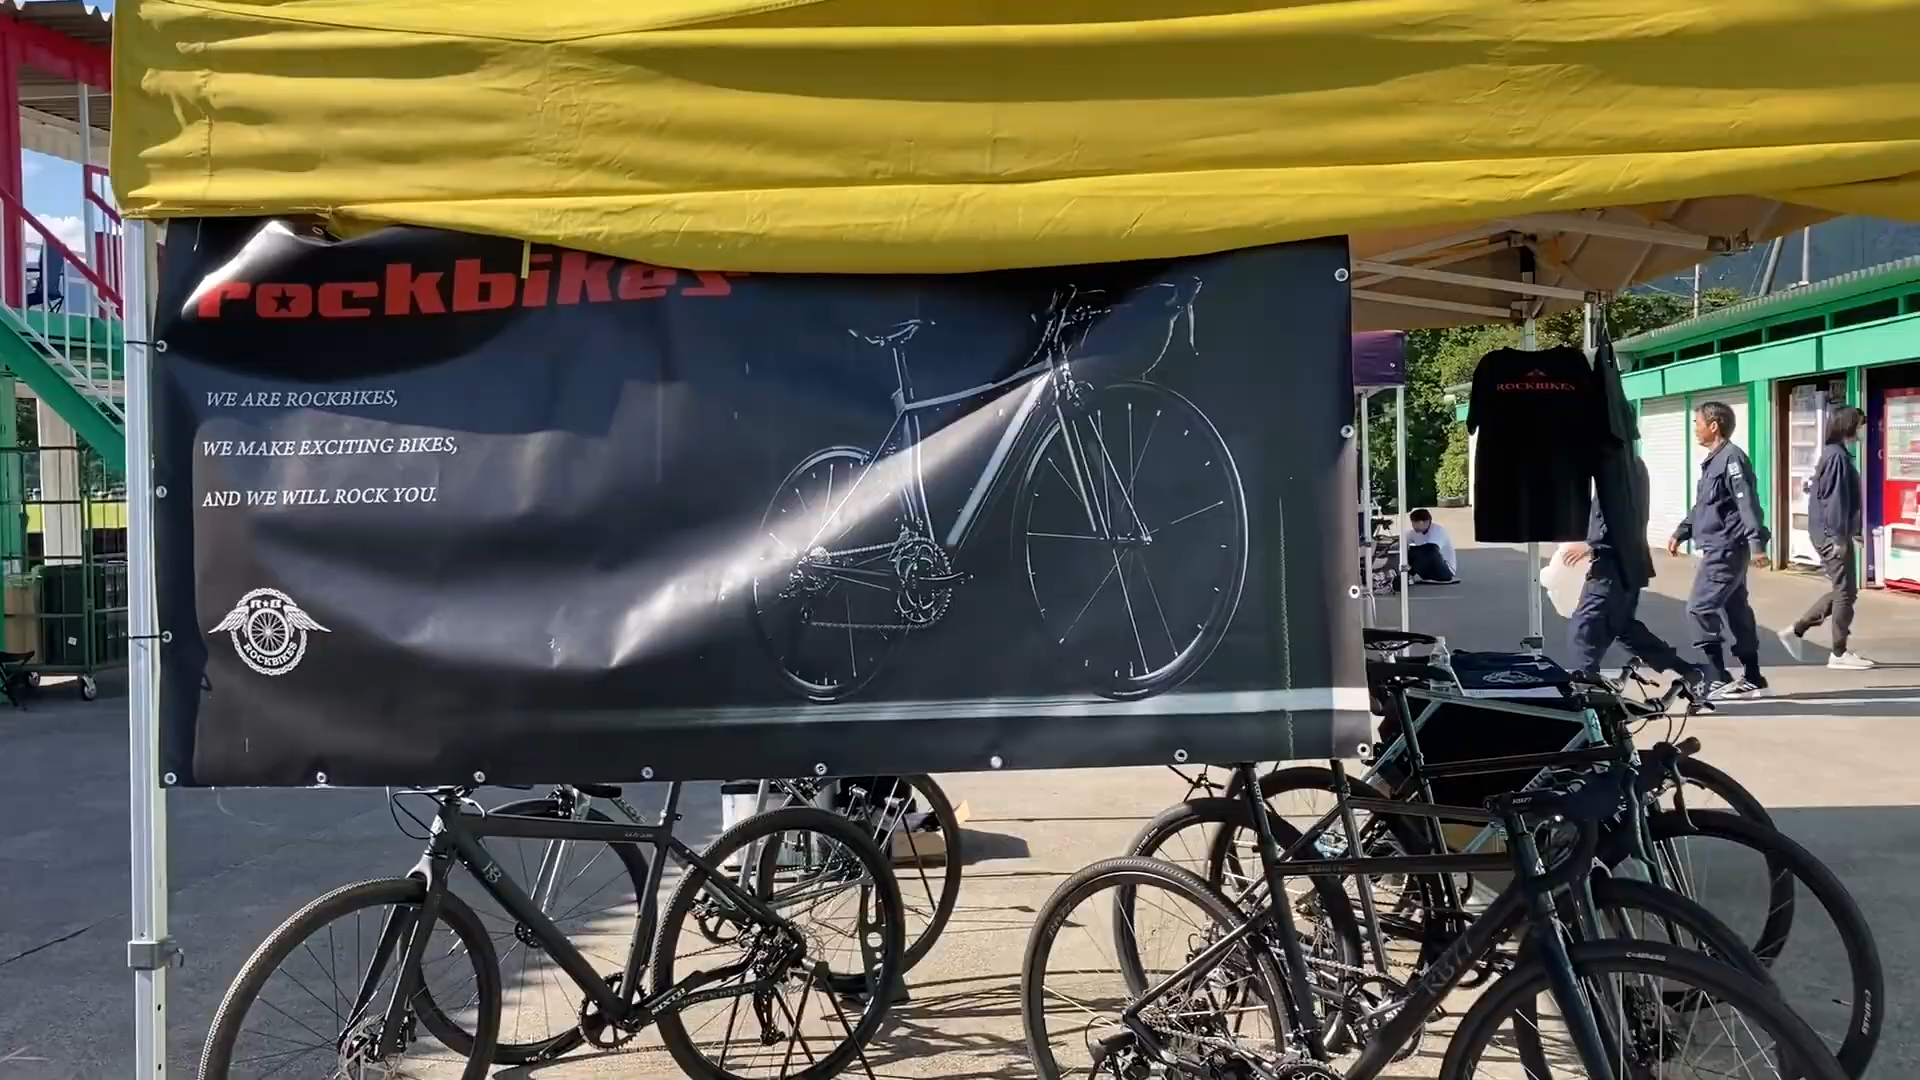 rockbikes
WE ARE ROCKBIKES,
WE MAKE EXCITING BIKES,
AND WE WILL ROCK YOU.
R★B
ROCKBIKES
ROCKBIKES